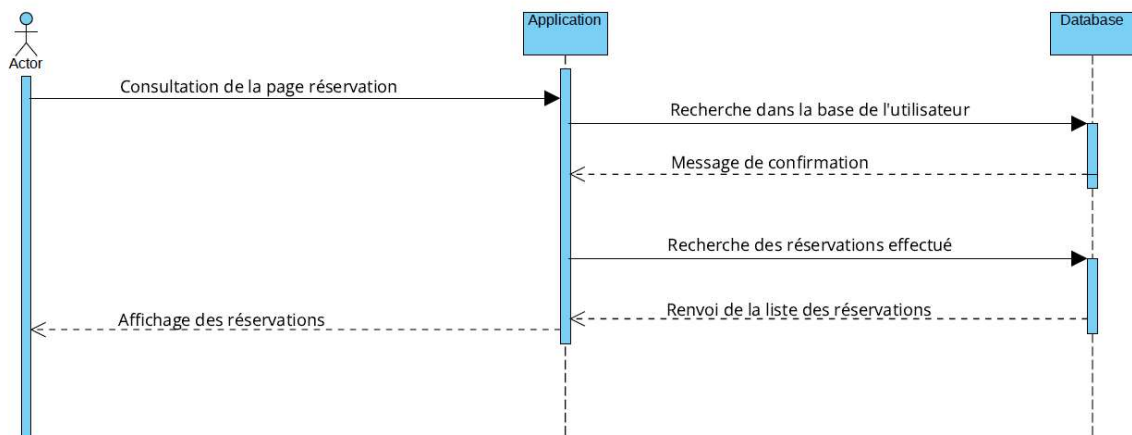 Application
Database
Actor
Consultation de la page réservation
Recherche dans la base de l'utilisateur
Message de confirmation
Recherche des réservations effectué
Renvoi de la liste des réservations
Affichage des réservations